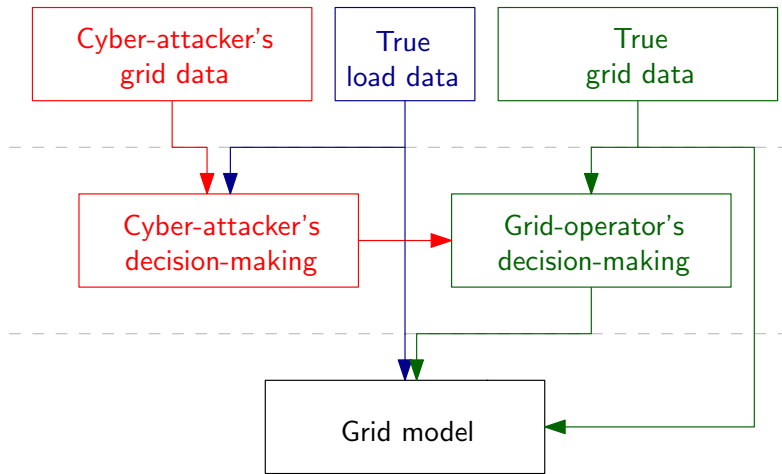 Cyber-attacker's
grid data
True
load data
True
grid data
Cyber-attacker's
decision-making
Grid-operator's
decision-making
Grid model